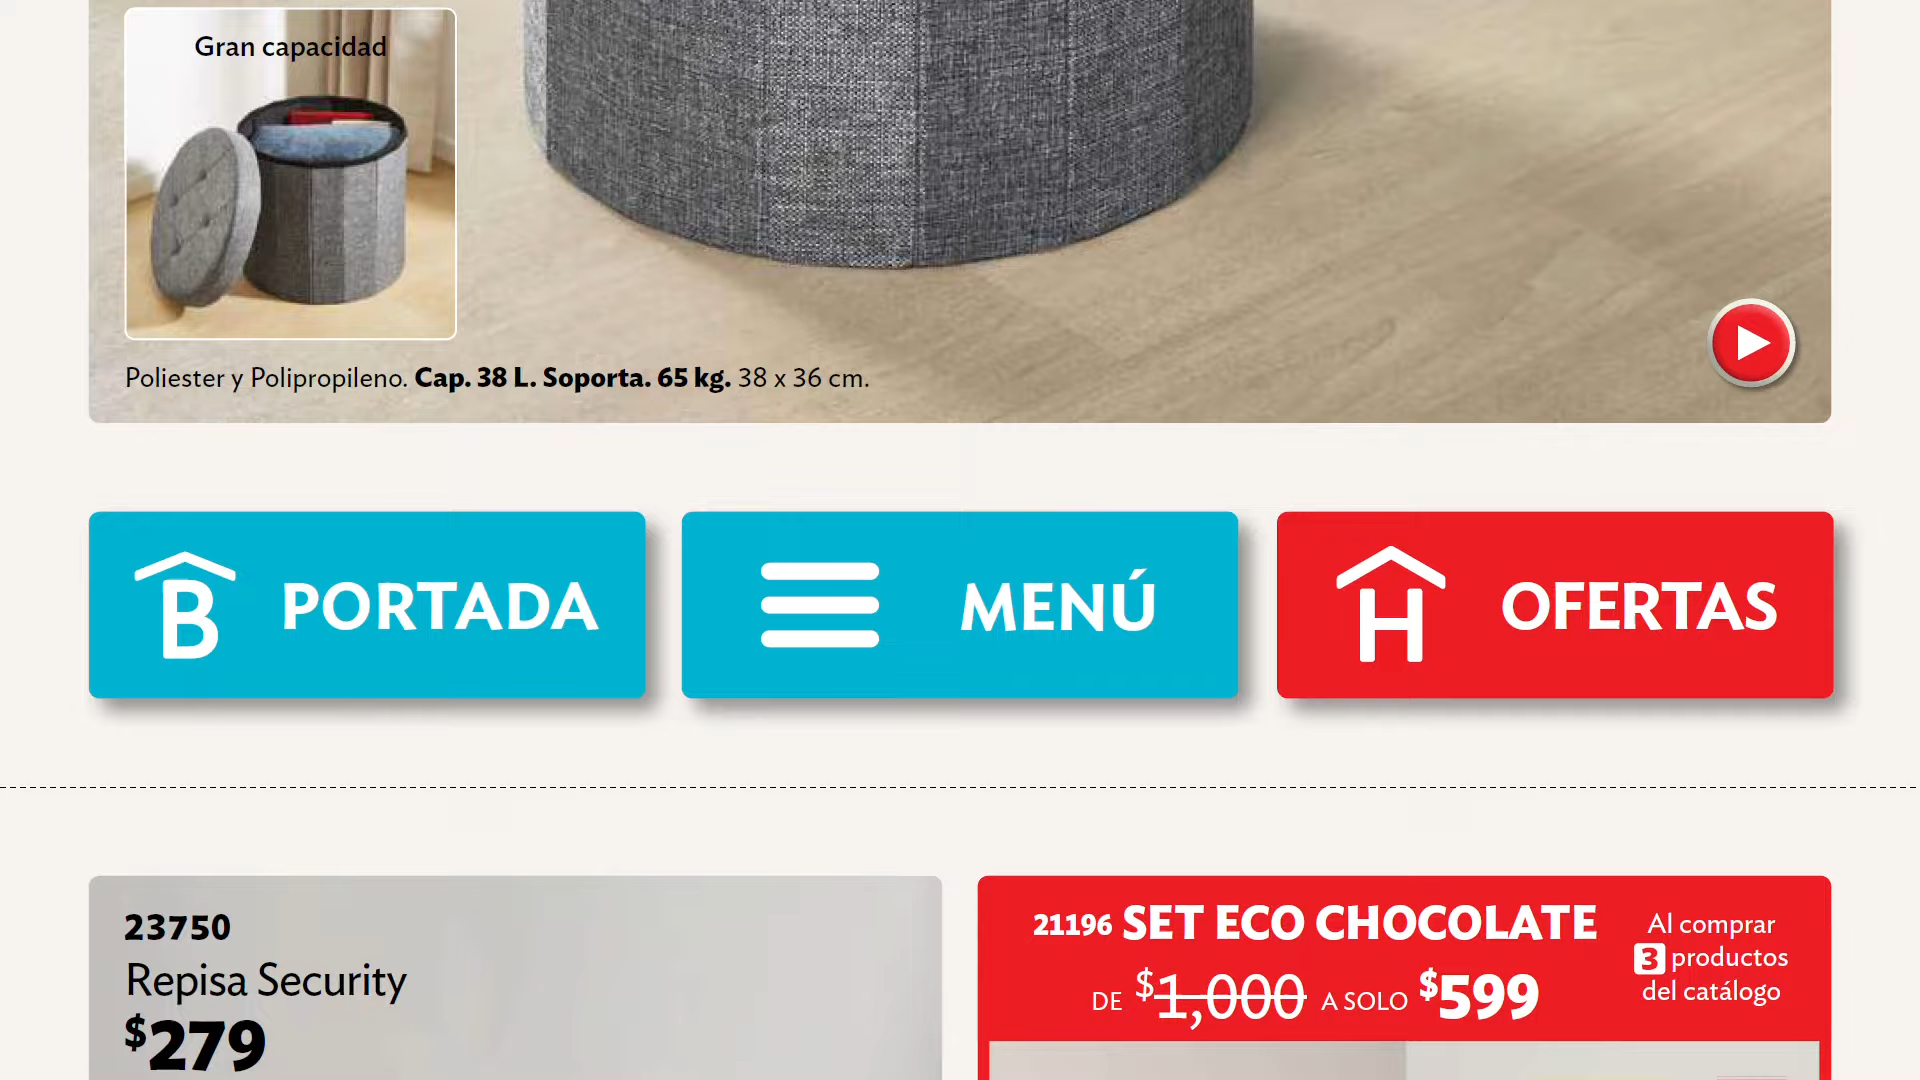 Gran capacidad
Poliester y Polipropileno. Cap. 38 L. Soporta. 65 kg. 38 x 36 cm.
B PORTADA
MENÚ
H OFERTAS
23750
Repisa Security
$279
21196 SET ECO CHOCOLATE
DE $1,000 A SOLO $599
Al comprar
3 productos
del catálogo